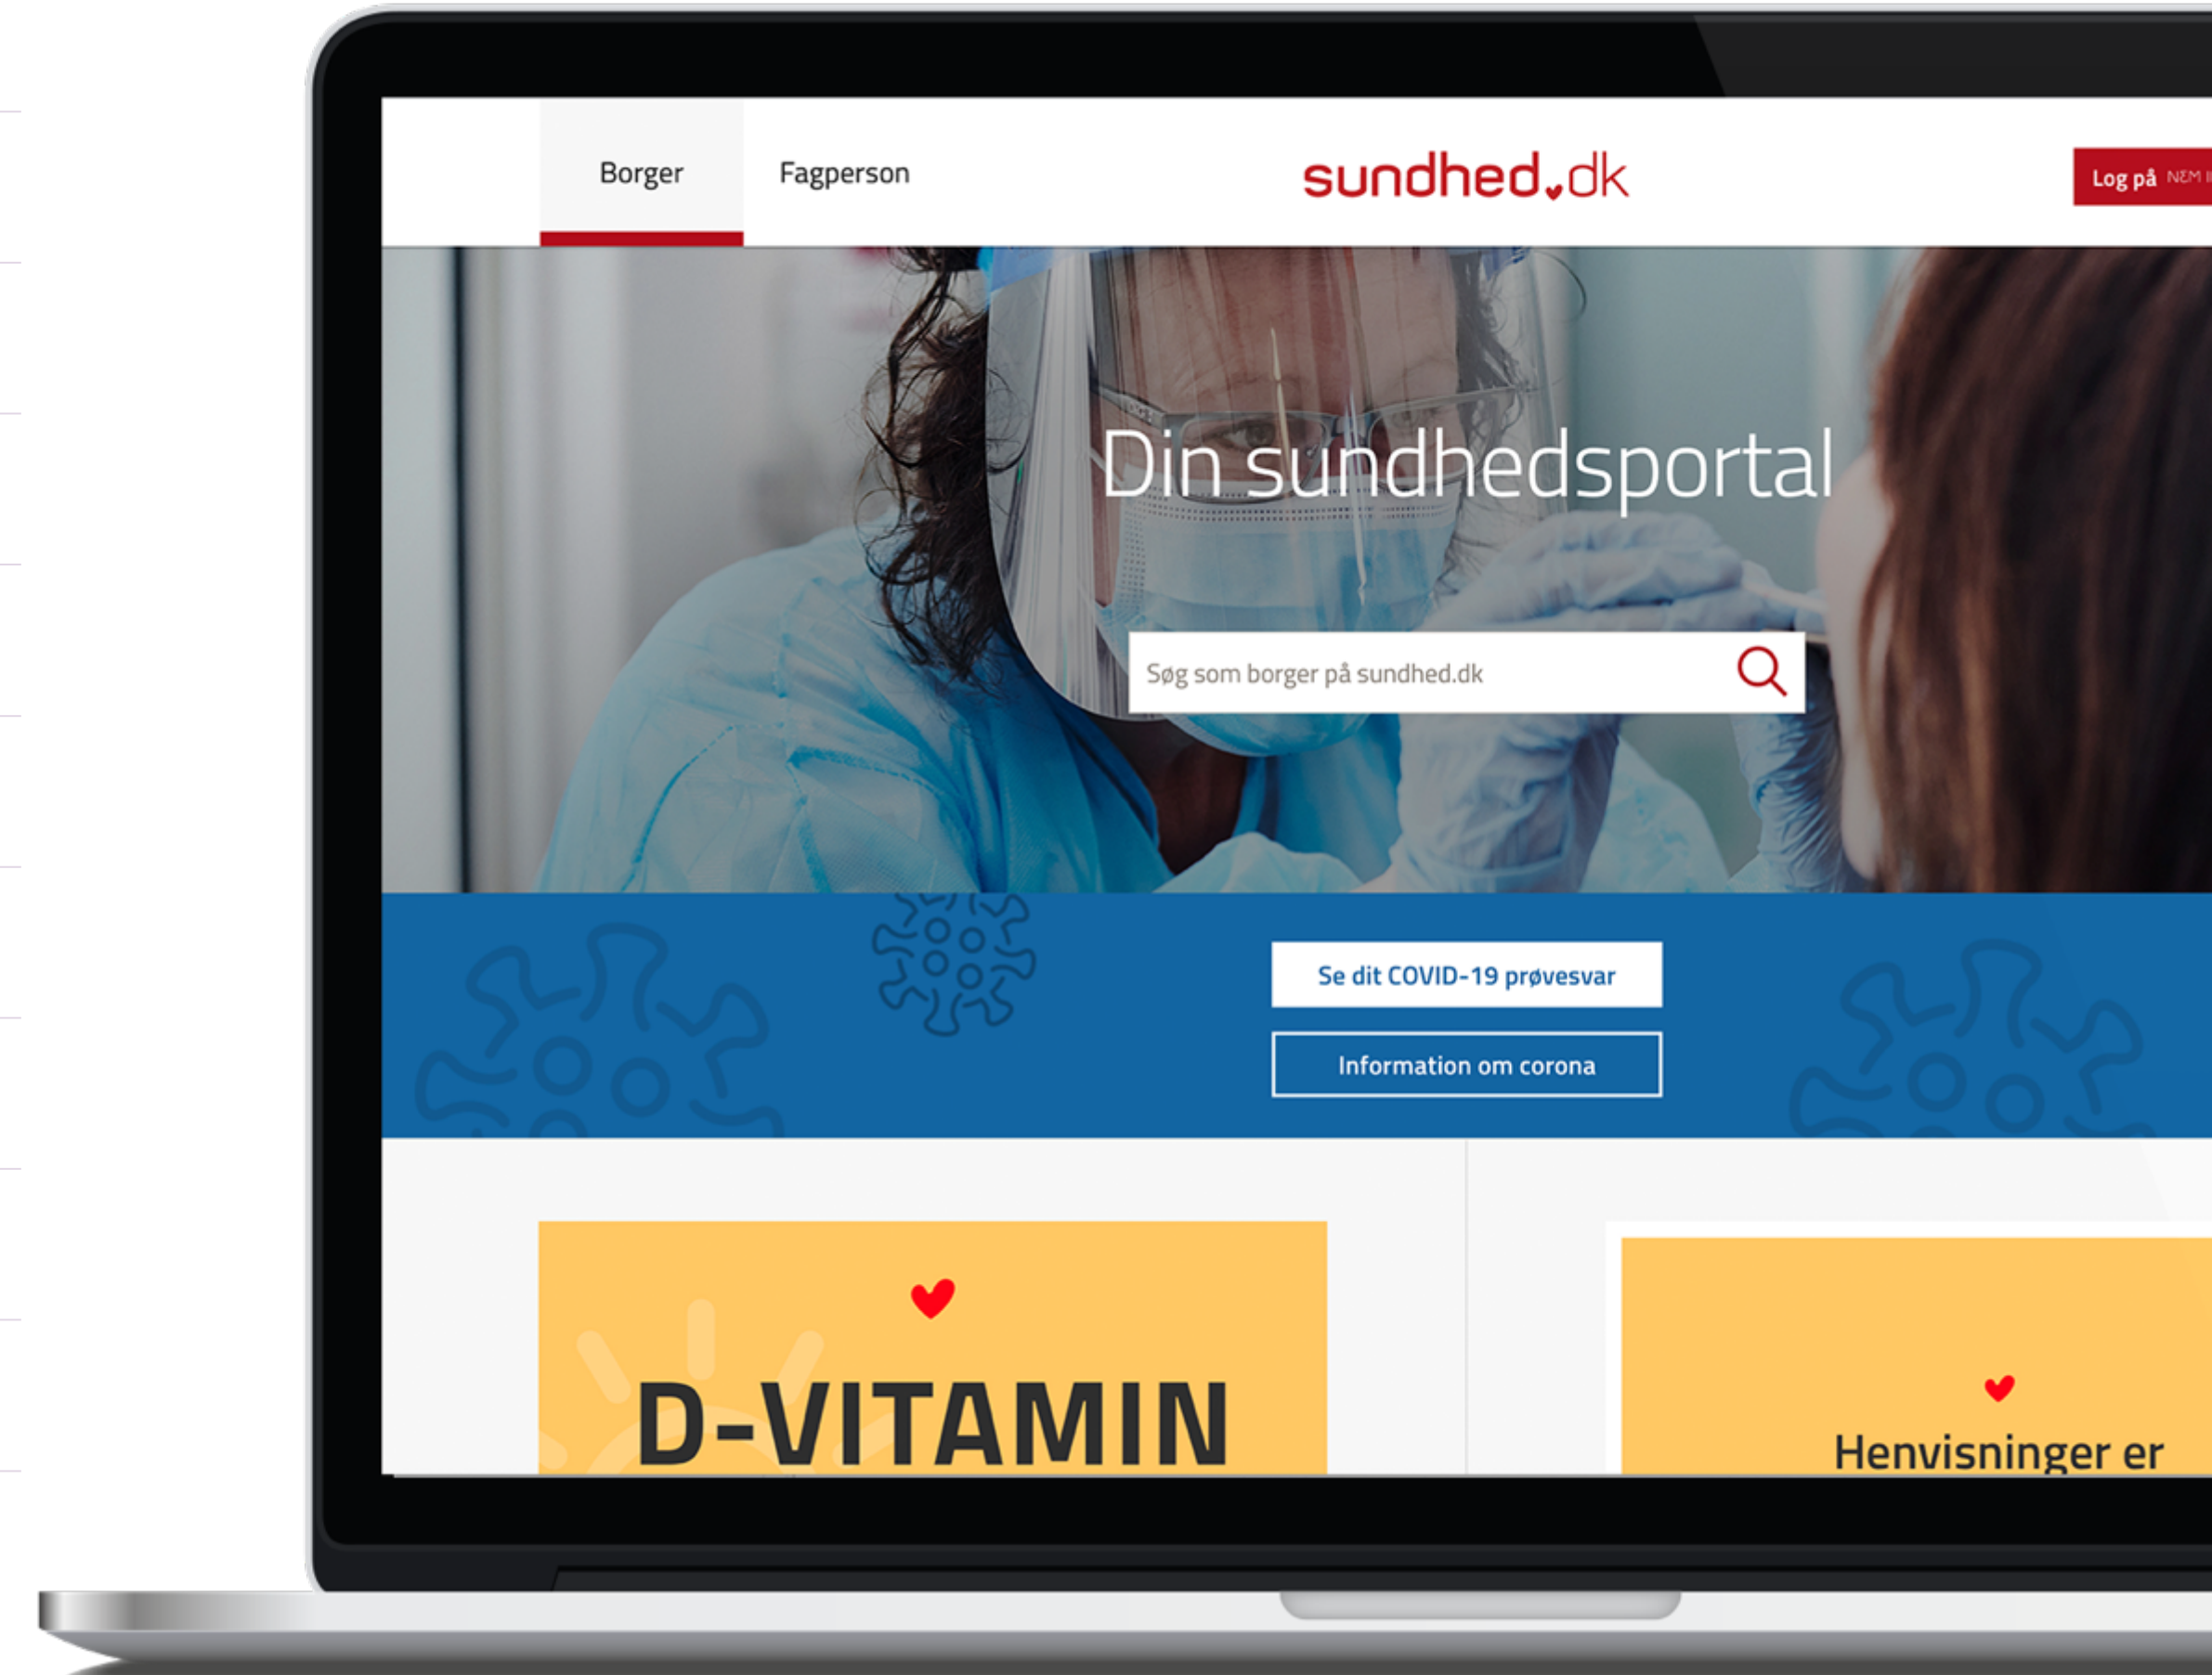 Borger
Fagperson
sundhed.dk
Log på NEM
Din sundhedsportal
Søg som borger på sundhed.dk
Se dit COVID-19 prøvesvar
Information om corona
D-VITAMIN
Henvisninger er